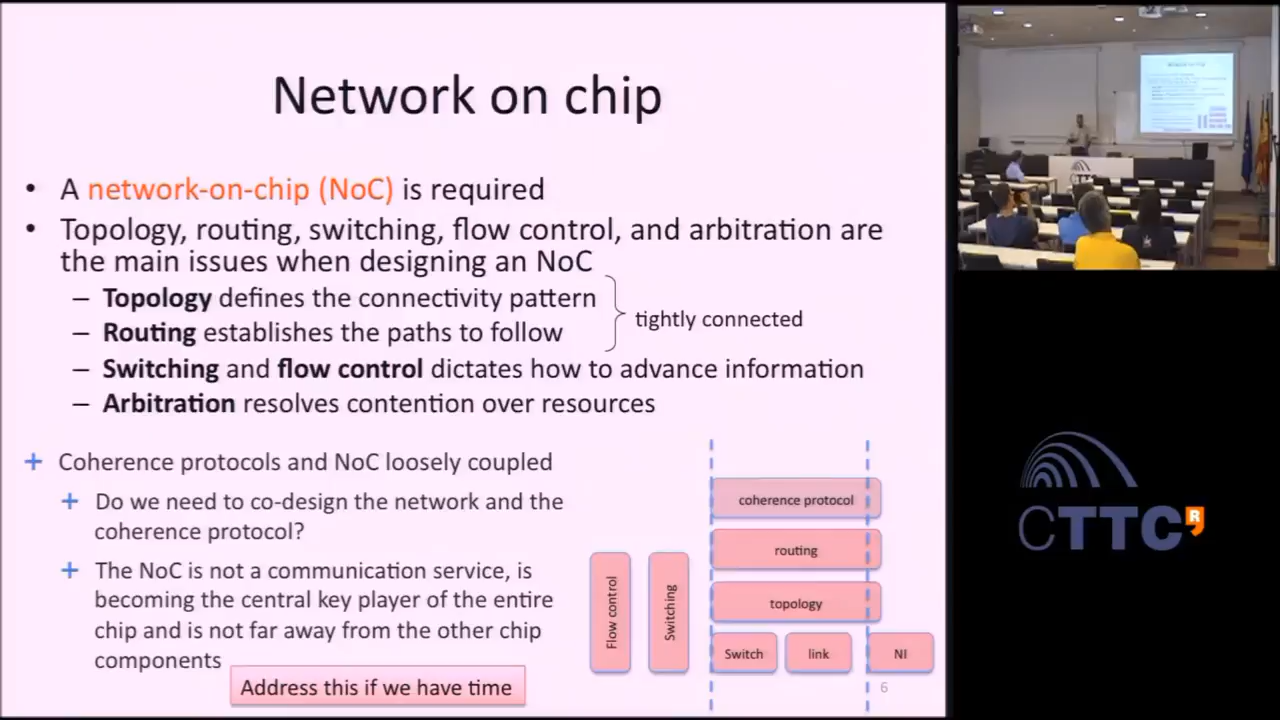 Network on chip
• A network-on-chip (NoC) is required
• Topology, routing, switching, flow control, and arbitration are
the main issues when designing an NoC
– Topology defines the connectivity pattern
– Routing establishes the paths to follow
tightly connected
– Switching and flow control dictates how to advance information
– Arbitration resolves contention over resources
+ Coherence protocols and NoC loosely coupled
+ Do we need to co-design the network and the
coherence protocol?
+ The NoC is not a communication service, is
becoming the central key player of the entire
chip and is not far away from the other chip
components
Address this if we have time
coherence protocol
routing
topology
Flow control
Switching
Switch
link
NI
6
CTTC
CTTC R